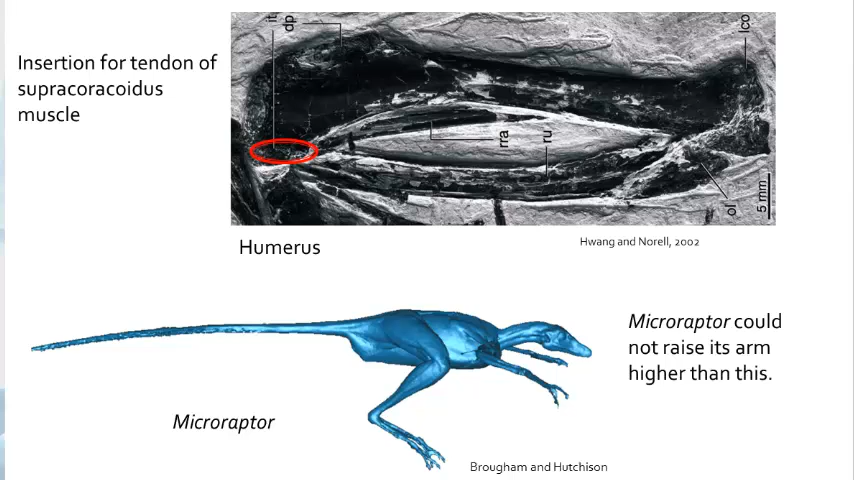 Insertion for tendon of
supracoracoidus
muscle
it
dp
lco
rra
ru
ol
5 mm
Humerus
Hwang and Norell, 2002
Microraptor could
not raise its arm
higher than this.
Microraptor
Brougham and Hutchison